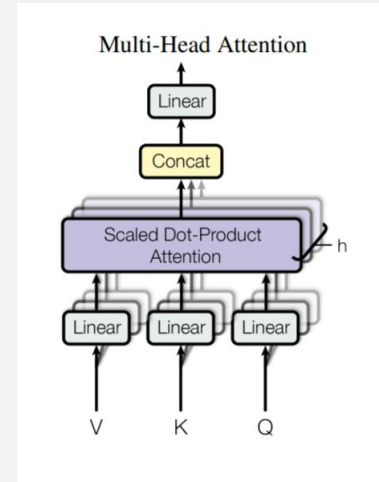 Multi-Head Attention
Linear
Concat
Scaled Dot-Product
Attention
h
Linear Linear Linear
V K Q